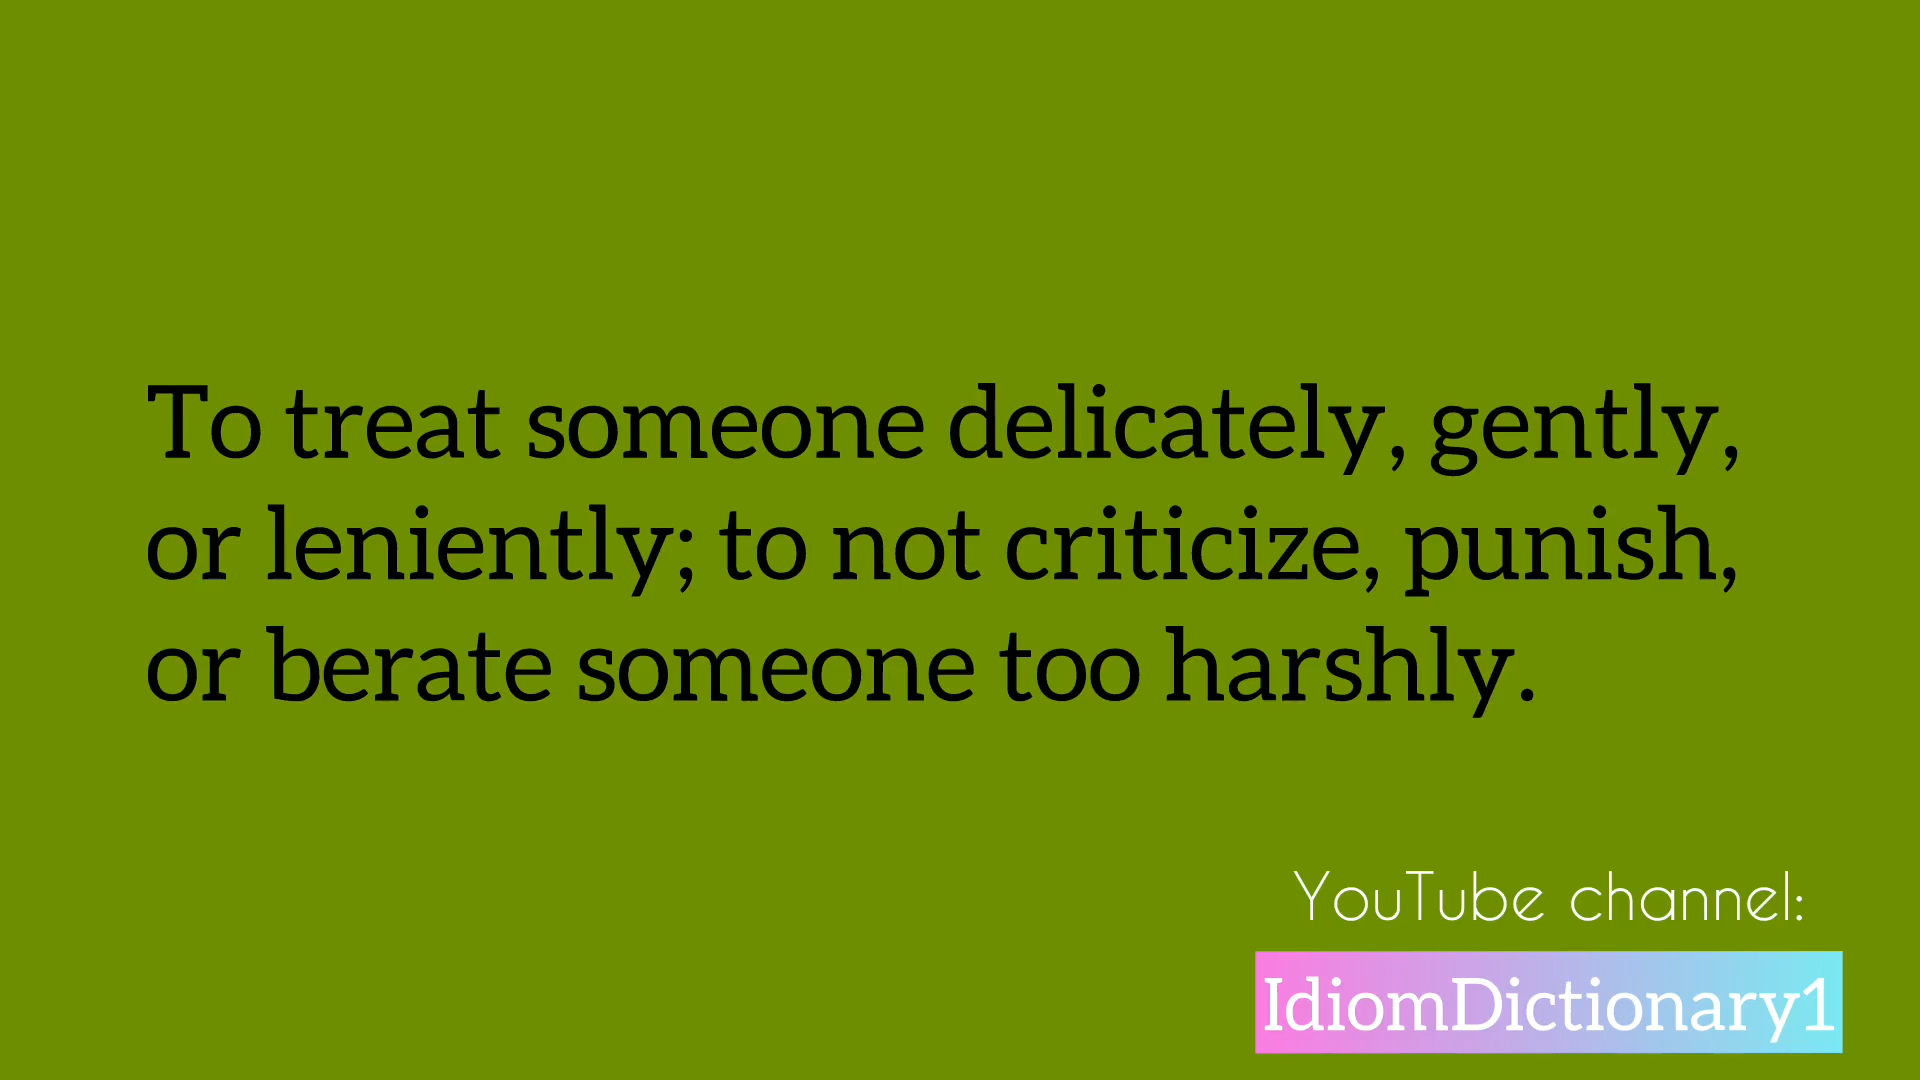 To treat someone delicately, gently,
or leniently; to not criticize, punish,
or berate someone too harshly.
YouTube channel:
IdiomDictionary1